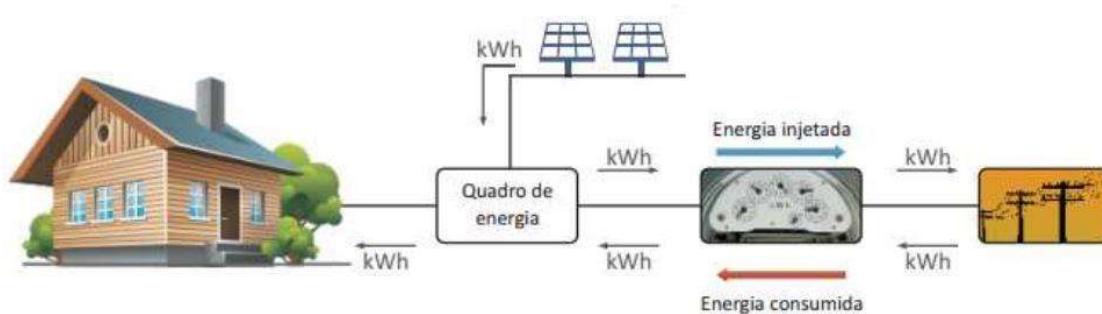 kWh
Energia injetada
kWh
kWh
Quadro de
energia
kWh
kWh
kWh
Energia consumida